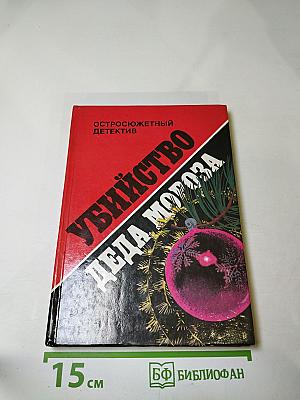 ОСТРОСЮЖЕТНЫЙ
ДЕТЕКТИВ
УБИЙСТВО
ДЕДА МОРОЗА
15 см
БФ БИБЛИОФАН